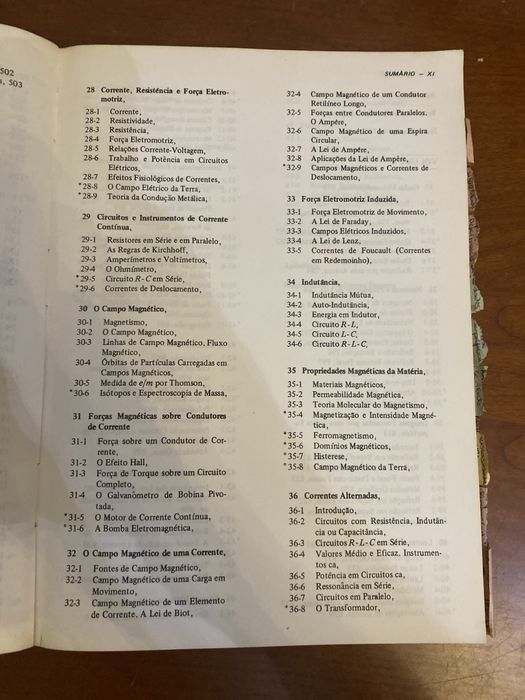 502
, 503
SUMÁRIO – XI
28 Corrente, Resistência e Força Eletro-
motriz,
28-1 Corrente,
28-2 Resistividade,
28-3 Resistência,
28-4 Força Eletromotriz,
28-5 Relações Corrente-Voltagem,
28-6 Trabalho e Potência em Circuitos
Elétricos,
28-7 Efeitos Fisiológicos de Correntes,
*28-8 O Campo Elétrico da Terra,
*28-9 Teoria da Condução Metálica,
29 Circuitos e Instrumentos de Corrente
Contínua,
29-1 Resistores em Série e em Paralelo,
29-2 As Regras de Kirchhoff,
29-3 Amperímetros e Voltímetros,
29-4 O Ohmímetro,
*29-5 Circuito R-C em Série,
*29-6 Correntes de Deslocamento,
30 O Campo Magnético,
30-1 Magnetismo,
30-2 O Campo Magnético,
30-3 Linhas de Campo Magnético. Fluxo
Magnético,
30-4 Órbitas de Partículas Carregadas em
Campos Magnéticos,
30-5 Medida de e/m por Thomson,
*30-6 Isótopos e Espectroscopia de Massa,
31 Forças Magnéticas sobre Condutores
de Corrente
31-1 Força sobre um Condutor de Cor-
rente,
31-2 O Efeito Hall,
31-3 Força de Torque sobre um Circuito
Completo,
31-4 O Galvanômetro de Bobina Pivo-
tada,
*31-5 O Motor de Corrente Contínua,
*31-6 A Bomba Eletromagnética,
32 O Campo Magnético de uma Corrente,
32-1 Fontes de Campo Magnético,
32-2 Campo Magnético de uma Carga em
Movimento,
32-3 Campo Magnético de um Elemento
de Corrente. A Lei de Biot,
32-4 Campo Magnético de um Condutor
Retilíneo Longo,
32-5 Forças entre Condutores Paralelos.
O Ampère,
32-6 Campo Magnético de uma Espira
Circular,
32-7 A Lei de Ampère,
32-8 Aplicações da Lei de Ampère,
*32-9 Campos Magnéticos e Correntes de
Deslocamento,
33 Força Eletromotriz Induzida,
33-1 Força Eletromotriz de Movimento,
33-2 A Lei de Faraday,
33-3 Campos Elétricos Induzidos,
33-4 A Lei de Lenz,
33-5 Correntes de Foucault (Correntes
em Redemoinho),
34 Indutância,
34-1 Indutância Mútua,
34-2 Auto-Indutância,
34-3 Energia em Indutor,
34-4 Circuito R-L,
34-5 Circuito L-C,
34-6 Circuito R-L-C,
35 Propriedades Magnéticas da Matéria,
35-1 Materiais Magnéticos,
35-2 Permeabilidade Magnética,
35-3 Teoria Molecular do Magnetismo,
*35-4 Magnetização e Intensidade Magné-
tica,
*35-5 Ferromagnetismo,
*35-6 Domínios Magnéticos,
*35-7 Histerese,
*35-8 Campo Magnético da Terra,
36 Correntes Alternadas,
36-1 Introdução,
36-2 Circuitos com Resistência, Indutân-
cia ou Capacitância,
36-3 Circuitos R-L-C em Série,
36-4 Valores Médio e Eficaz. Instrumen-
tos ca,
36-5 Potência em Circuitos ca,
36-6 Ressonância em Série,
36-7 Circuitos em Paralelo,
*36-8 O Transformador,